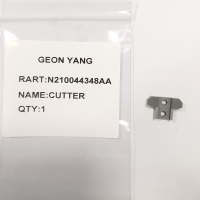 GEON YANG
RART:N210044348AA
NAME:CUTTER
QTY:1